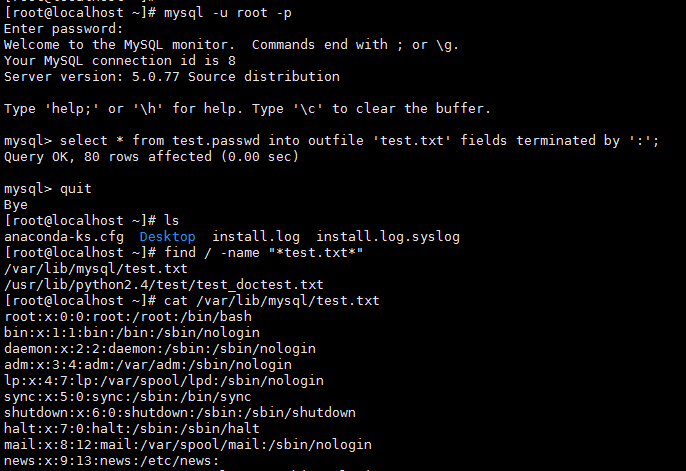 [root@localhost ~]# mysql -u root -p
Enter password:
Welcome to the MySQL monitor.  Commands end with ; or \g.
Your MySQL connection id is 8
Server version: 5.0.77 Source distribution

Type 'help;' or '\h' for help. Type '\c' to clear the buffer.

mysql> select * from test.passwd into outfile 'test.txt' fields terminated by ':';
Query OK, 80 rows affected (0.00 sec)

mysql> quit
Bye
[root@localhost ~]# ls
anaconda-ks.cfg  Desktop  install.log  install.log.syslog
[root@localhost ~]# find / -name "*test.txt*"
/var/lib/mysql/test.txt
/usr/lib/python2.4/test/test_doctest.txt
[root@localhost ~]# cat /var/lib/mysql/test.txt
root:x:0:0:root:/root:/bin/bash
bin:x:1:1:bin:/bin:/sbin/nologin
daemon:x:2:2:daemon:/sbin:/sbin/nologin
adm:x:3:4:adm:/var/adm:/sbin/nologin
lp:x:4:7:lp:/var/spool/lpd:/sbin/nologin
sync:x:5:0:sync:/sbin:/bin/sync
shutdown:x:6:0:shutdown:/sbin:/sbin/shutdown
halt:x:7:0:halt:/sbin:/sbin/halt
mail:x:8:12:mail:/var/spool/mail:/sbin/nologin
news:x:9:13:news:/etc/news: